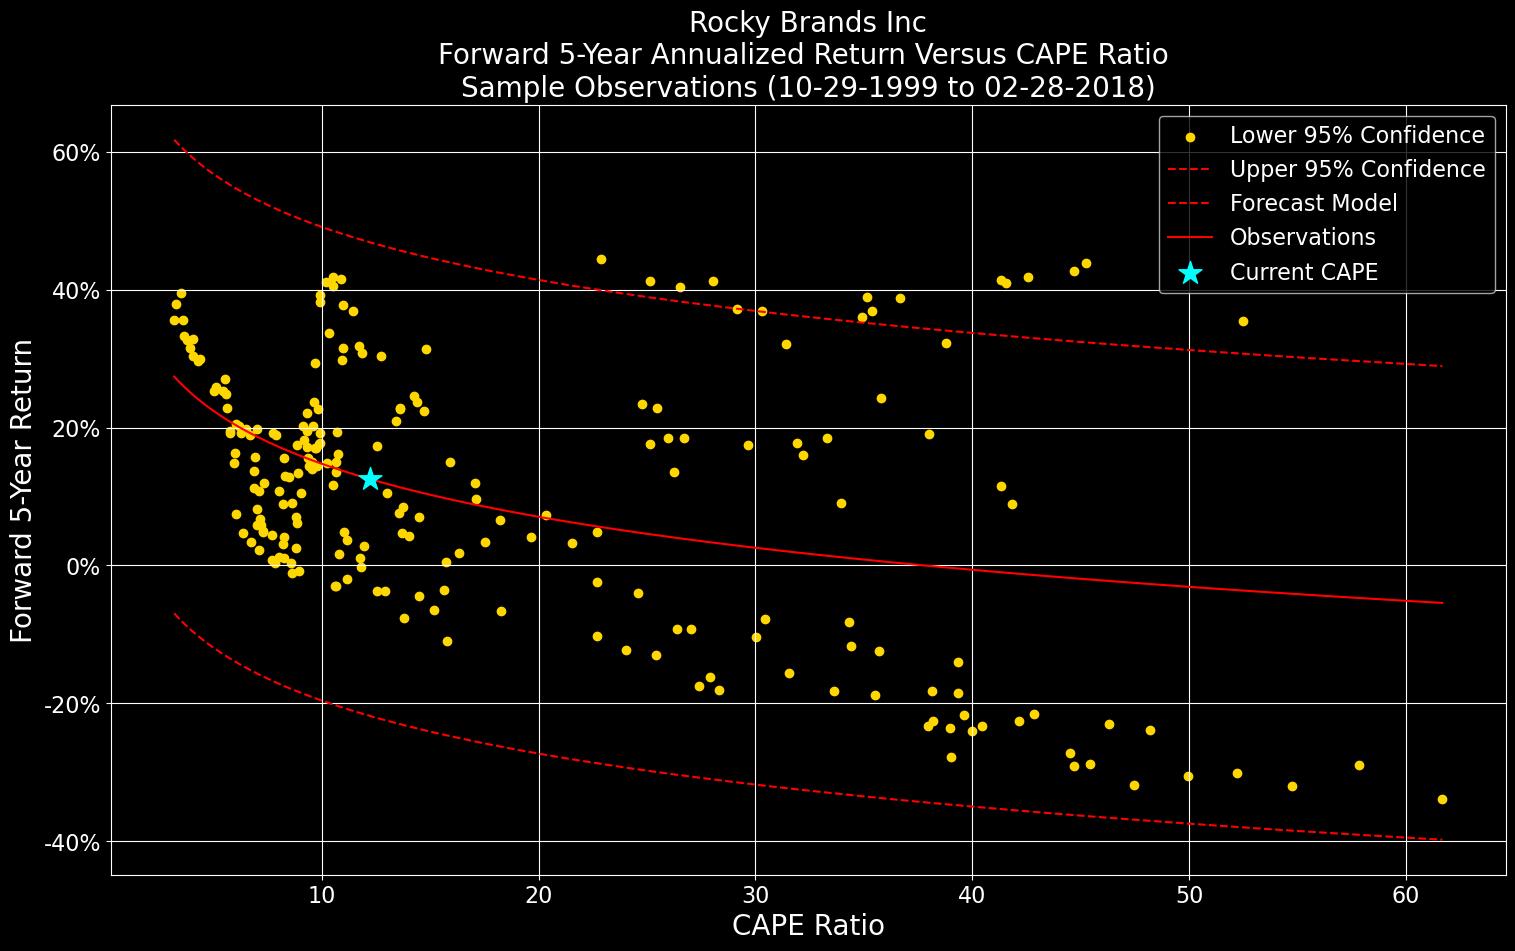 Rocky Brands Inc
Forward 5-Year Annualized Return Versus CAPE Ratio
Sample Observations (10-29-1999 to 02-28-2018)
Lower 95% Confidence
Upper 95% Confidence
Forecast Model
Observations
Current CAPE
Forward 5-Year Return
60%
40%
20%
0%
-20%
-40%
10
20
30
40
50
60
CAPE Ratio